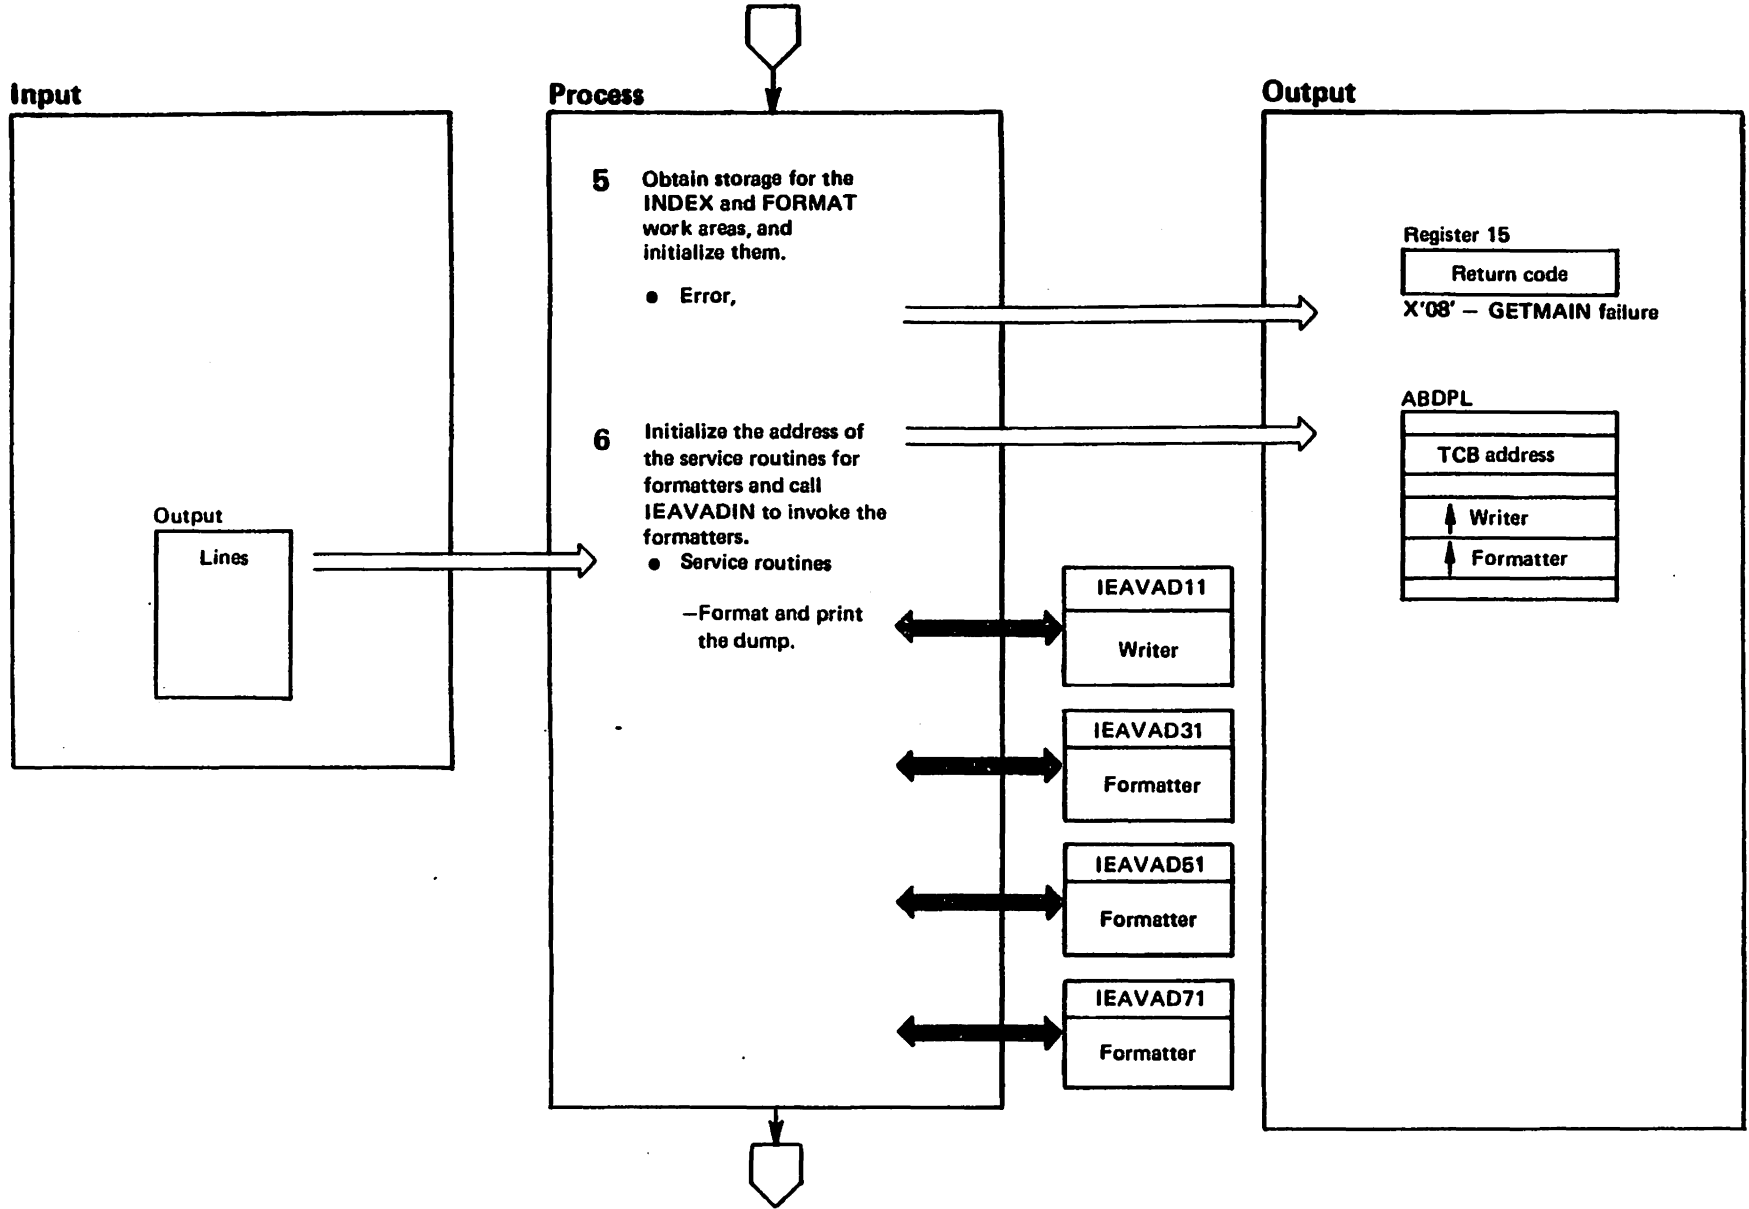 Input
Process
Output
5
Obtain storage for the
INDEX and FORMAT
work areas, and
initialize them.
● Error,
Register 15
Return code
X'08' — GETMAIN failure
6
Initialize the address of
the service routines for
formatters and call
IEAVADIN to invoke the
formatters.
● Service routines
—Format and print
the dump.
Output
Lines
ABDPL
TCB address
Writer
Formatter
IEAVAD11
Writer
IEAVAD31
Formatter
IEAVAD51
Formatter
IEAVAD71
Formatter